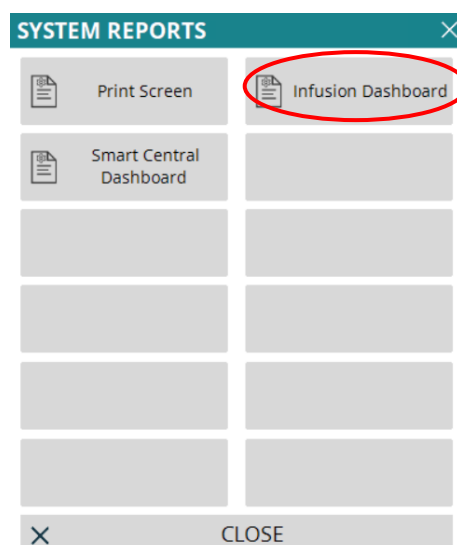 SYSTEM REPORTS
Print Screen
Infusion Dashboard
Smart Central
Dashboard
CLOSE